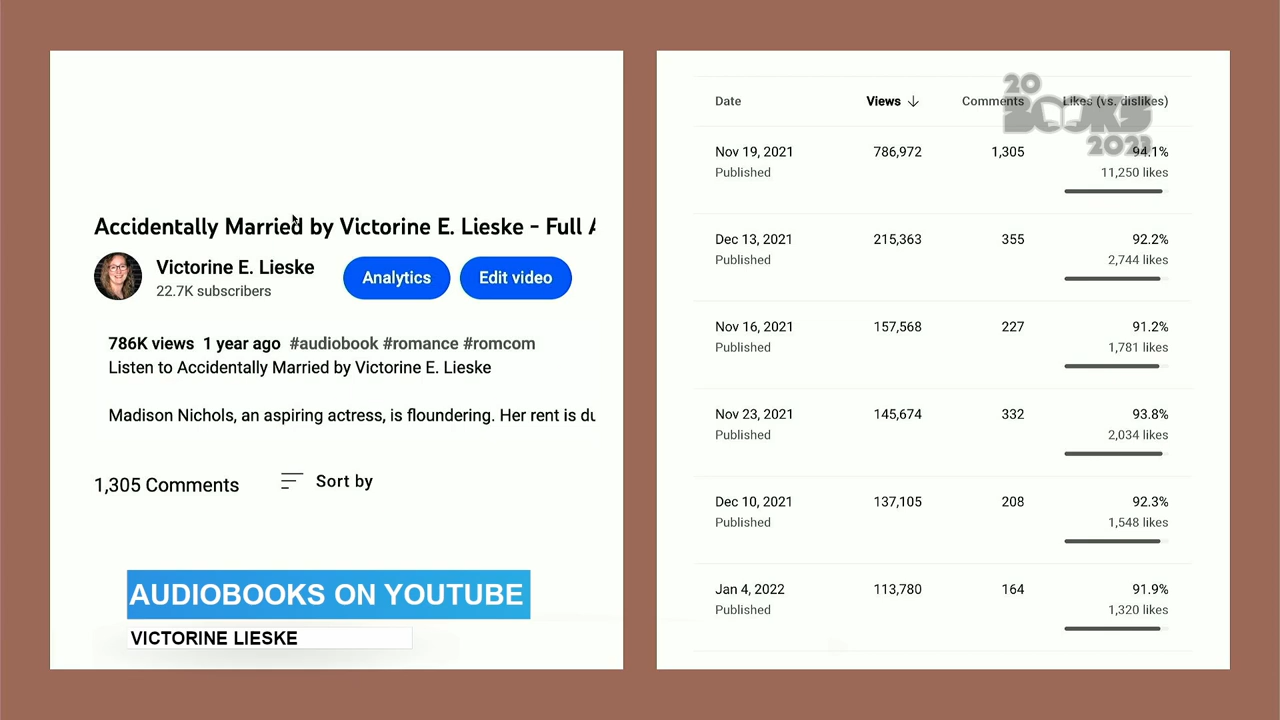 Accidentally Married by Victorine E. Lieske - Full A
Victorine E. Lieske
22.7K subscribers
Analytics
Edit video
786K views 1 year ago #audiobook #romance #romcom
Listen to Accidentally Married by Victorine E. Lieske
Madison Nichols, an aspiring actress, is floundering. Her rent is du
1,305 Comments
Sort by
AUDIOBOOKS ON YOUTUBE
VICTORINE LIESKE
20
BOOKS
2023
Date Views Comments Likes (vs. dislikes)
Nov 19, 2021 786,972 1,305 94.1%
Published 11,250 likes
Dec 13, 2021 215,363 355 92.2%
Published 2,744 likes
Nov 16, 2021 157,568 227 91.2%
Published 1,781 likes
Nov 23, 2021 145,674 332 93.8%
Published 2,034 likes
Dec 10, 2021 137,105 208 92.3%
Published 1,548 likes
Jan 4, 2022 113,780 164 91.9%
Published 1,320 likes